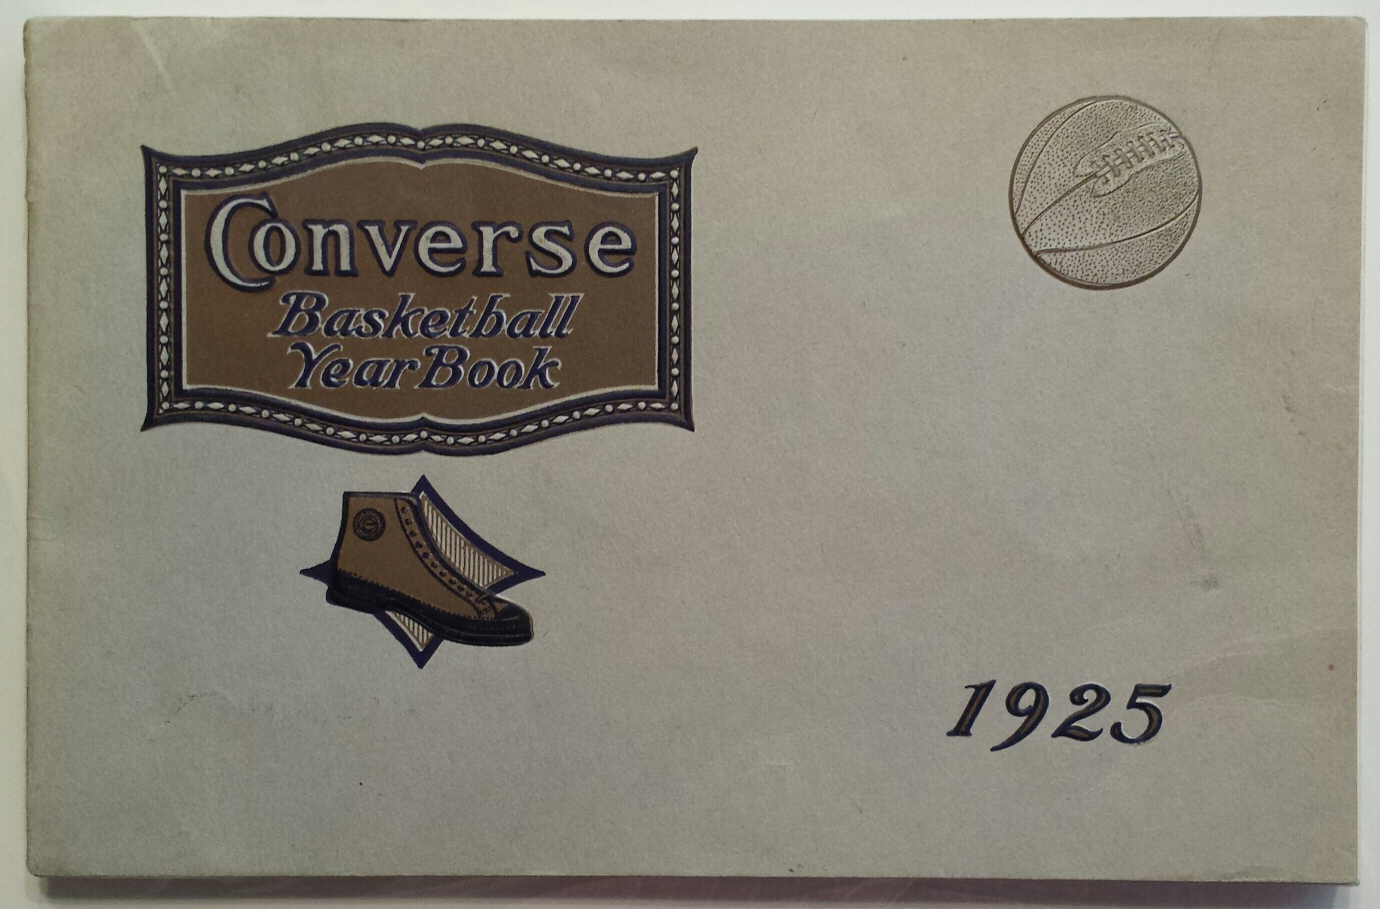 Converse
Basketball
Year Book
1925